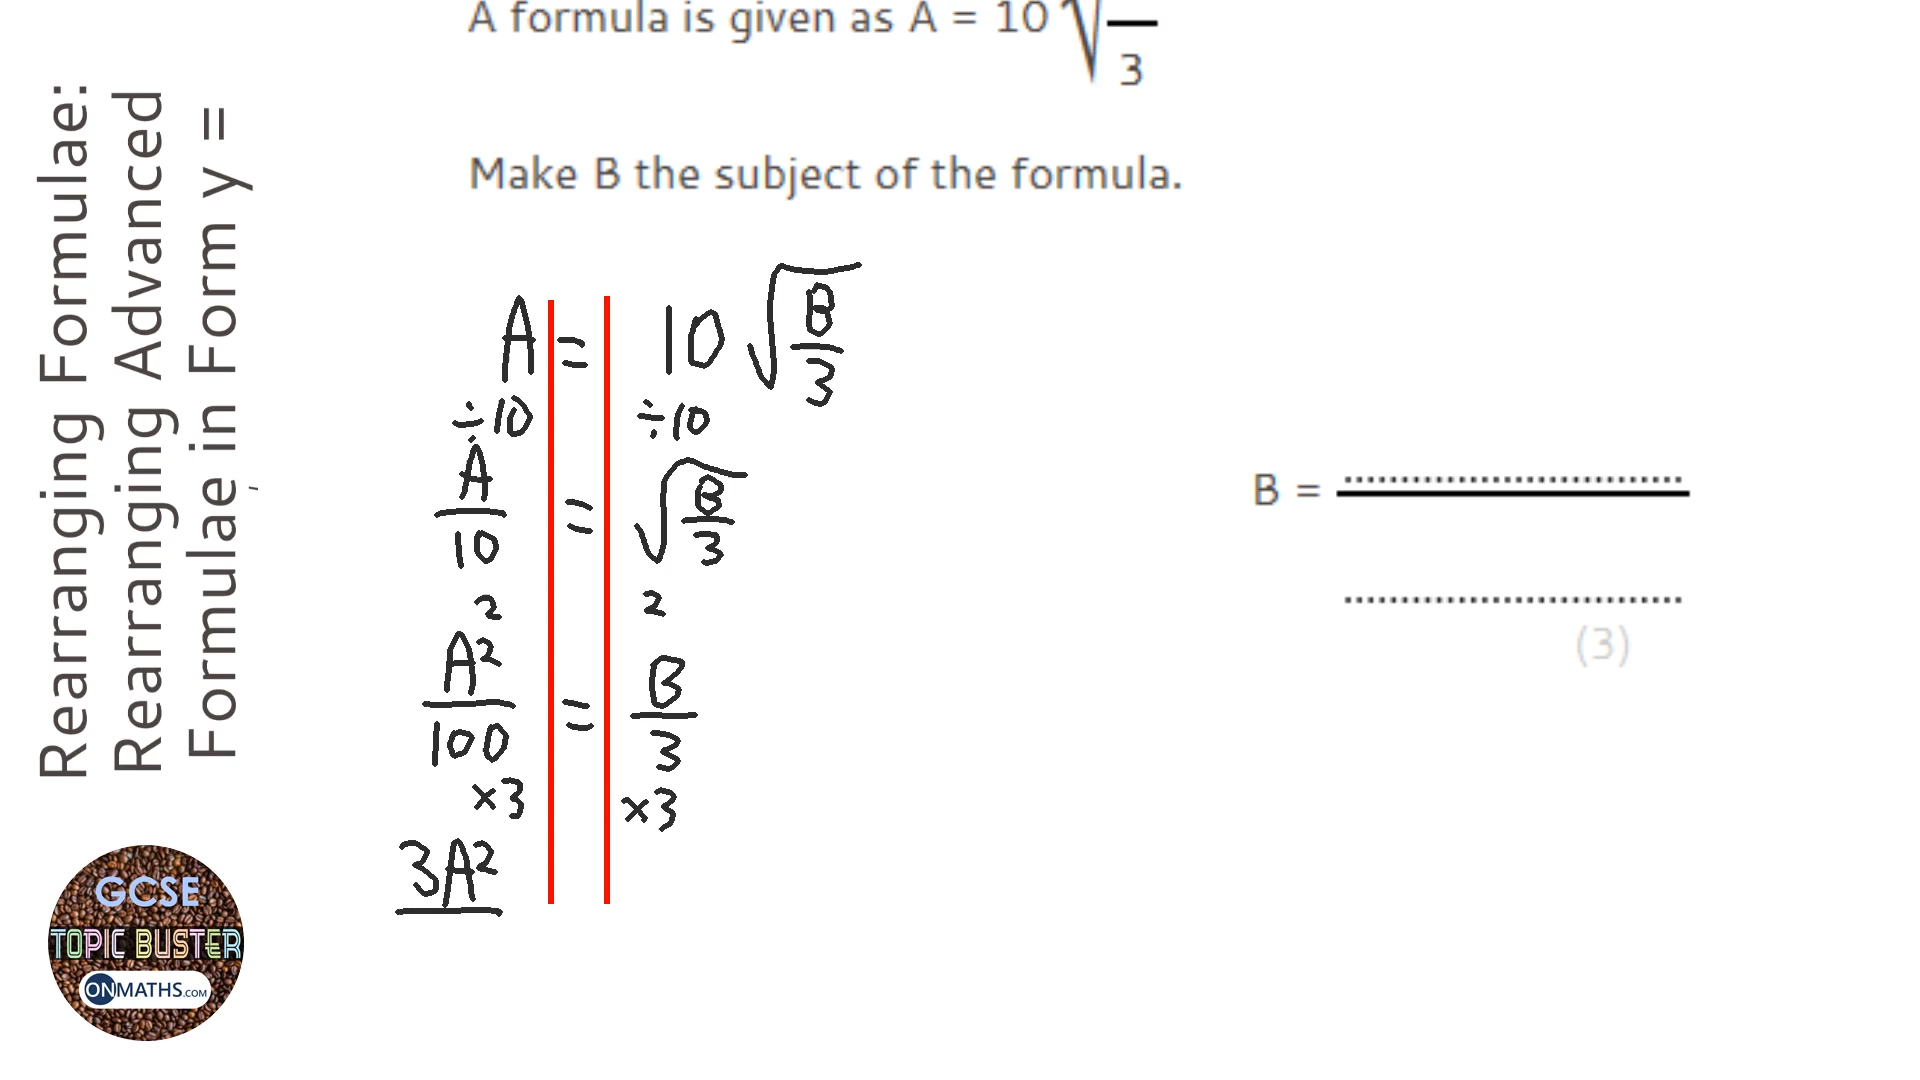 Rearranging Formulae:
Rearranging Advanced
Formulae in Form y =
A formula is given as A = 10 √
3
Make B the subject of the formula.
A = 10 √ B/3
÷10 ÷10
A/10 = √ B/3
2 2
A²/100 = B/3
×3 ×3
3A²
B =
(3)
GCSE
TOPIC BUSTER
ONMATHS.COM